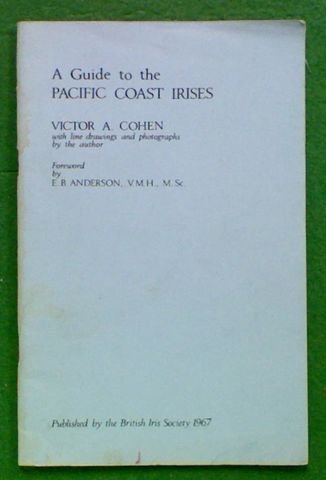 A Guide to the
PACIFIC COAST IRISES
VICTOR A. COHEN
with line drawings and photographs
by the author
Foreword
by
E. B. ANDERSON, V.M.H., M.Sc.
Published by the British Iris Society 1967